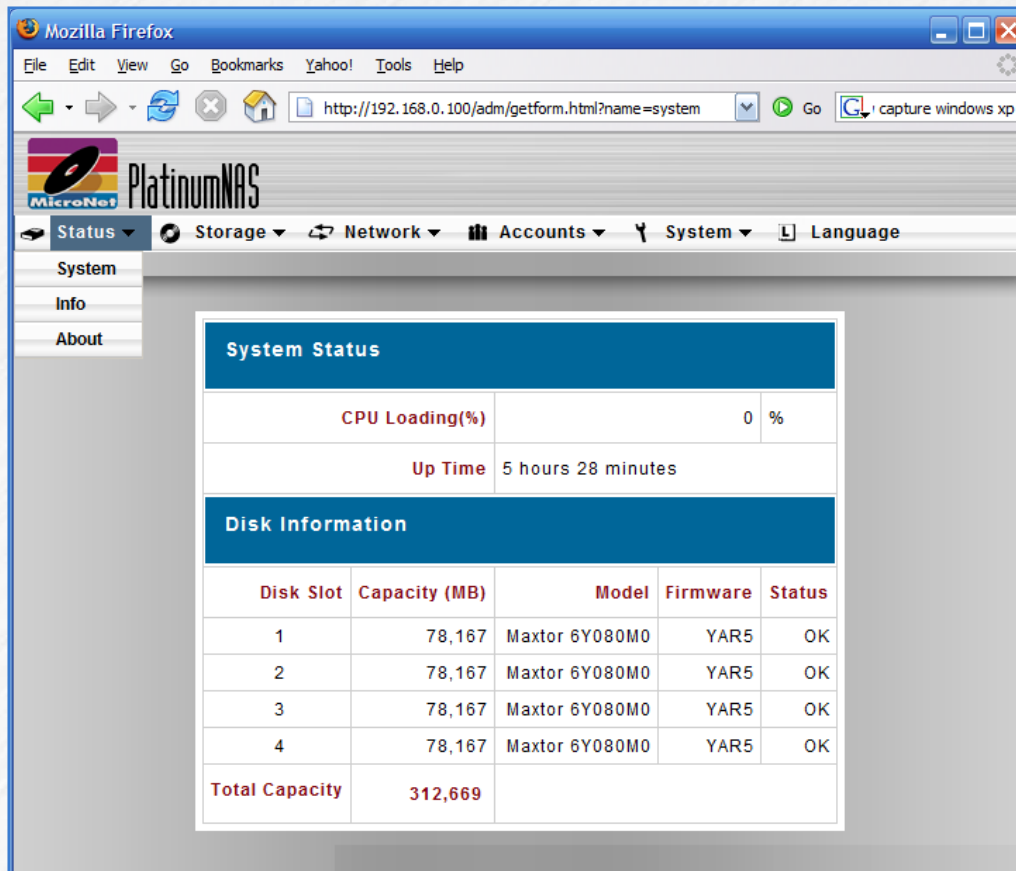 Mozilla Firefox
File Edit View Go Bookmarks Yahoo! Tools Help
http://192.168.0.100/adm/getform.html?name=system Go G capture windows xp
MicroNet PlatinumNAS
Status Storage Network Accounts System L Language
System
Info
About
System Status
CPU Loading(%) 0 %
Up Time 5 hours 28 minutes
Disk Information
Disk Slot Capacity (MB) Model Firmware Status
1 78,167 Maxtor 6Y080M0 YAR5 OK
2 78,167 Maxtor 6Y080M0 YAR5 OK
3 78,167 Maxtor 6Y080M0 YAR5 OK
4 78,167 Maxtor 6Y080M0 YAR5 OK
Total Capacity 312,669